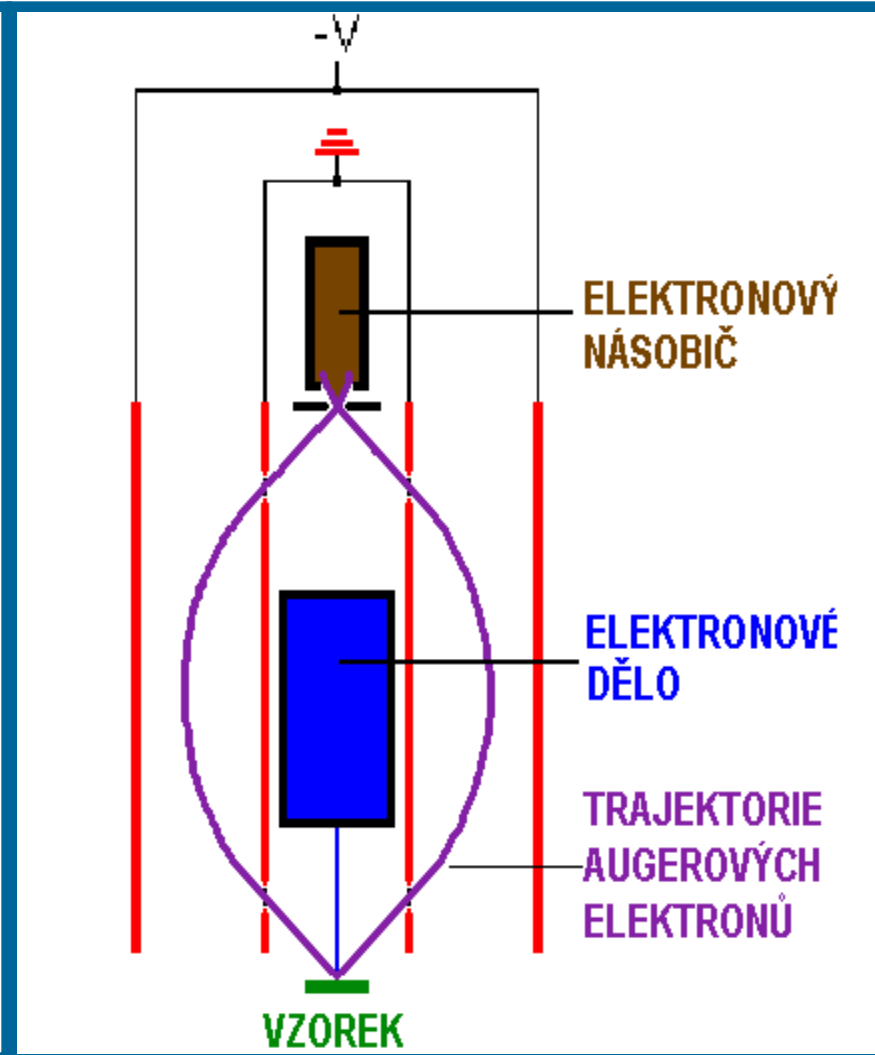 -V
ELEKTRONOVÝ
NÁSOBIČ
ELEKTRONOVÉ
DĚLO
TRAJEKTORIE
AUGEROVÝCH
ELEKTRONŮ
VZOREK